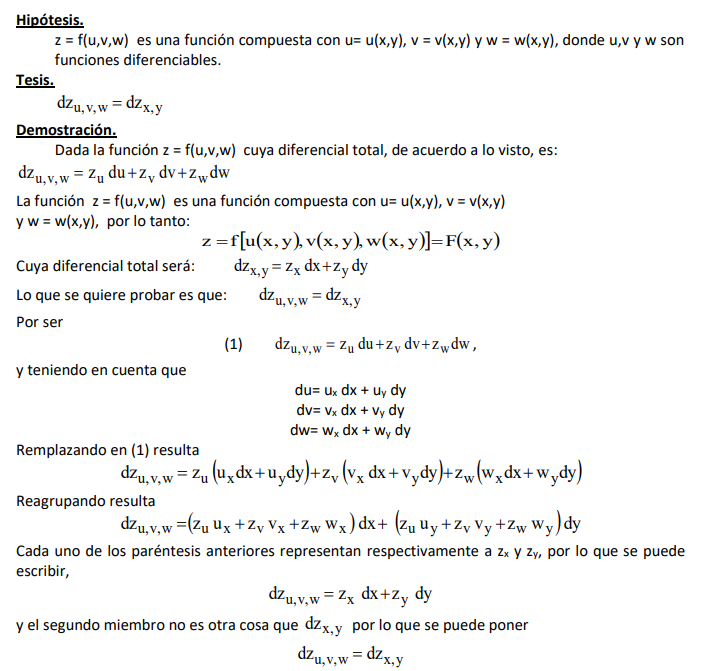 Hipótesis.
z = f(u,v,w) es una función compuesta con u= u(x,y), v = v(x,y) y w = w(x,y), donde u,v y w son
funciones diferenciables.
Tesis.
dz_{u,v,w} = dz_{x,y}
Demostración.
Dada la función z = f(u,v,w) cuya diferencial total, de acuerdo a lo visto, es:
dz_{u,v,w} = z_u du+z_v dv+z_w dw
La función z = f(u,v,w) es una función compuesta con u= u(x,y), v = v(x,y)
y w = w(x,y), por lo tanto:
z =f[u(x,y),v(x,y),w(x,y)]=F(x,y)
Cuya diferencial total será: dz_{x,y} = z_x dx+z_y dy
Lo que se quiere probar es que: dz_{u,v,w} = dz_{x,y}
Por ser
(1) dz_{u,v,w} = z_u du+z_v dv+z_w dw ,
y teniendo en cuenta que
du= u_x dx + u_y dy
dv= v_x dx + v_y dy
dw= w_x dx + w_y dy
Remplazando en (1) resulta
dz_{u,v,w} = z_u (u_x dx+u_y dy)+z_v (v_x dx+v_y dy)+z_w (w_x dx+w_y dy)
Reagrupando resulta
dz_{u,v,w} =(z_u u_x +z_v v_x +z_w w_x ) dx+ (z_u u_y +z_v v_y +z_w w_y ) dy
Cada uno de los paréntesis anteriores representan respectivamente a z_x y z_y, por lo que se puede
escribir,
dz_{u,v,w} = z_x dx+z_y dy
y el segundo miembro no es otra cosa que dz_{x,y} por lo que se puede poner
dz_{u,v,w} = dz_{x,y}